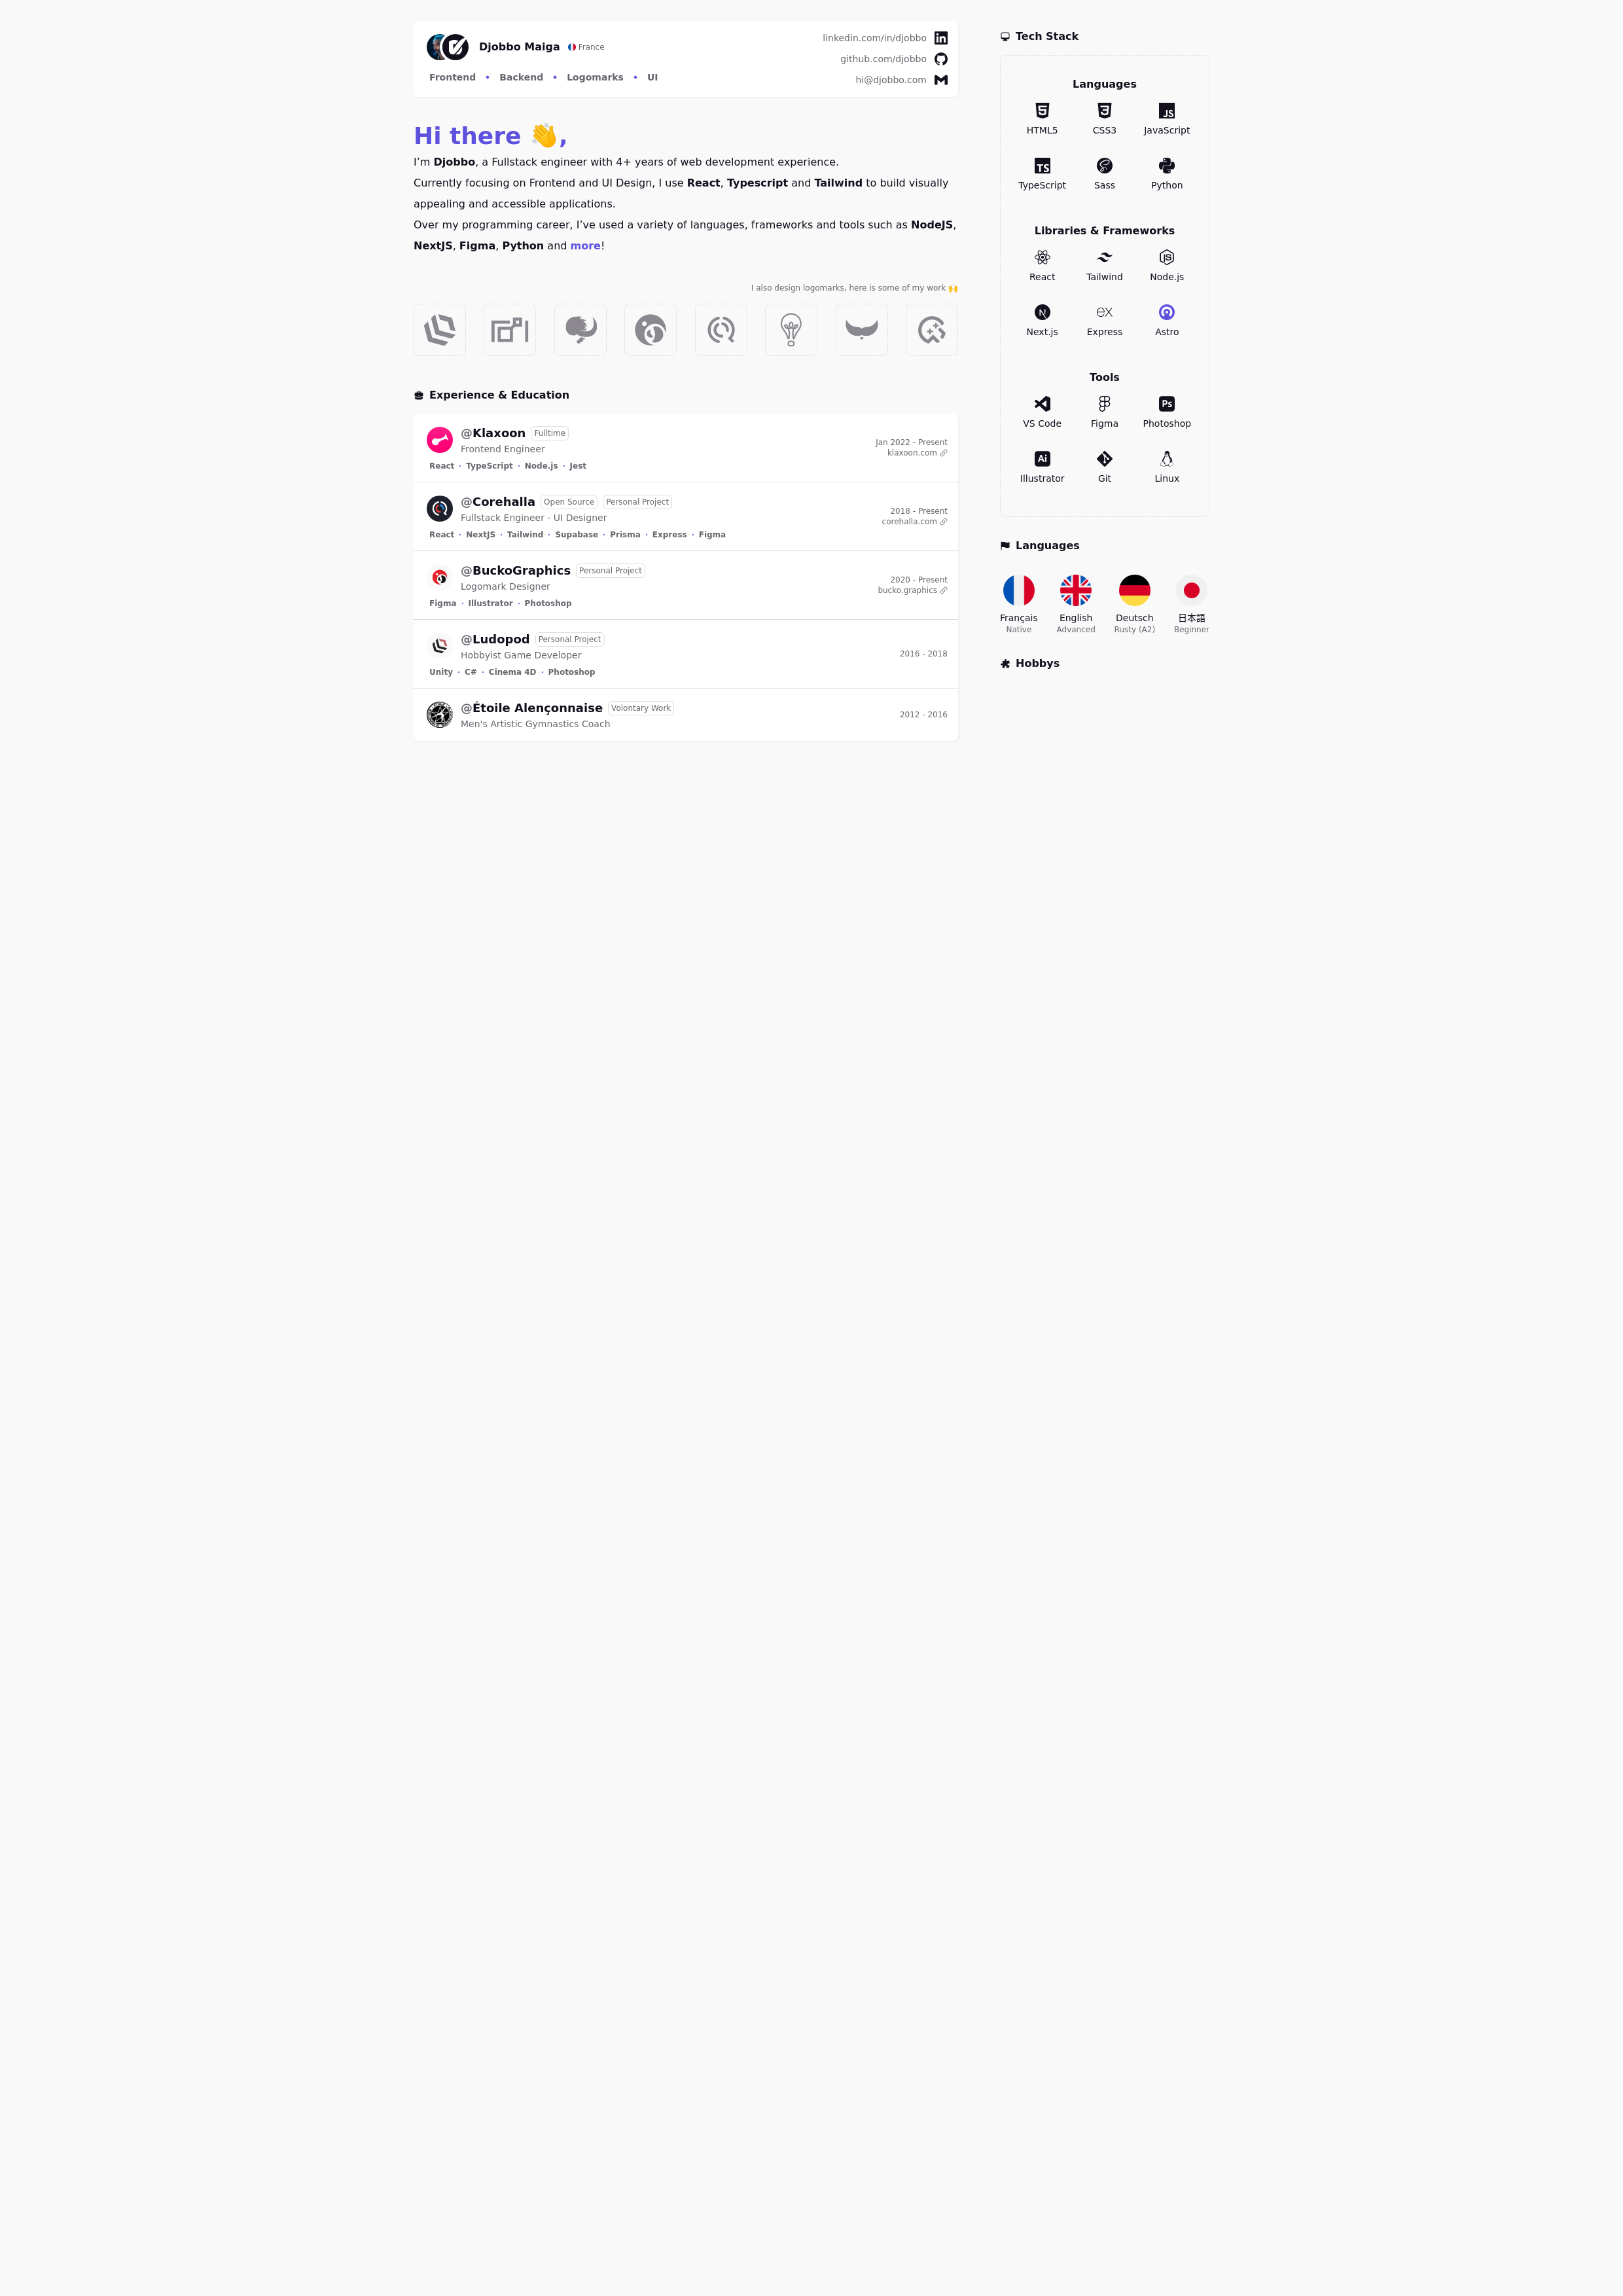 Djobbo Maiga France
Frontend • Backend • Logomarks • UI
linkedin.com/in/djobbo
github.com/djobbo
hi@djobbo.com
Hi there 👋,
I’m Djobbo, a Fullstack engineer with 4+ years of web development experience.
Currently focusing on Frontend and UI Design, I use React, Typescript and Tailwind to build visually
appealing and accessible applications.
Over my programming career, I’ve used a variety of languages, frameworks and tools such as NodeJS,
NextJS, Figma, Python and more!
I also design logomarks, here is some of my work 🙌
Experience & Education
@Klaxoon Fulltime
Frontend Engineer
React · TypeScript · Node.js · Jest
Jan 2022 - Present
klaxoon.com
@Corehalla Open Source Personal Project
Fullstack Engineer - UI Designer
React · NextJS · Tailwind · Supabase · Prisma · Express · Figma
2018 - Present
corehalla.com
@BuckoGraphics Personal Project
Logomark Designer
Figma · Illustrator · Photoshop
2020 - Present
bucko.graphics
@Ludopod Personal Project
Hobbyist Game Developer
Unity · C# · Cinema 4D · Photoshop
2016 - 2018
@Étoile Alençonnaise Volontary Work
Men's Artistic Gymnastics Coach
2012 - 2016
Tech Stack
Languages
HTML5 CSS3 JavaScript
TypeScript Sass Python
Libraries & Frameworks
React Tailwind Node.js
Next.js Express Astro
Tools
VS Code Figma Photoshop
Illustrator Git Linux
Languages
Français English Deutsch 日本語
Native Advanced Rusty (A2) Beginner
Hobbys